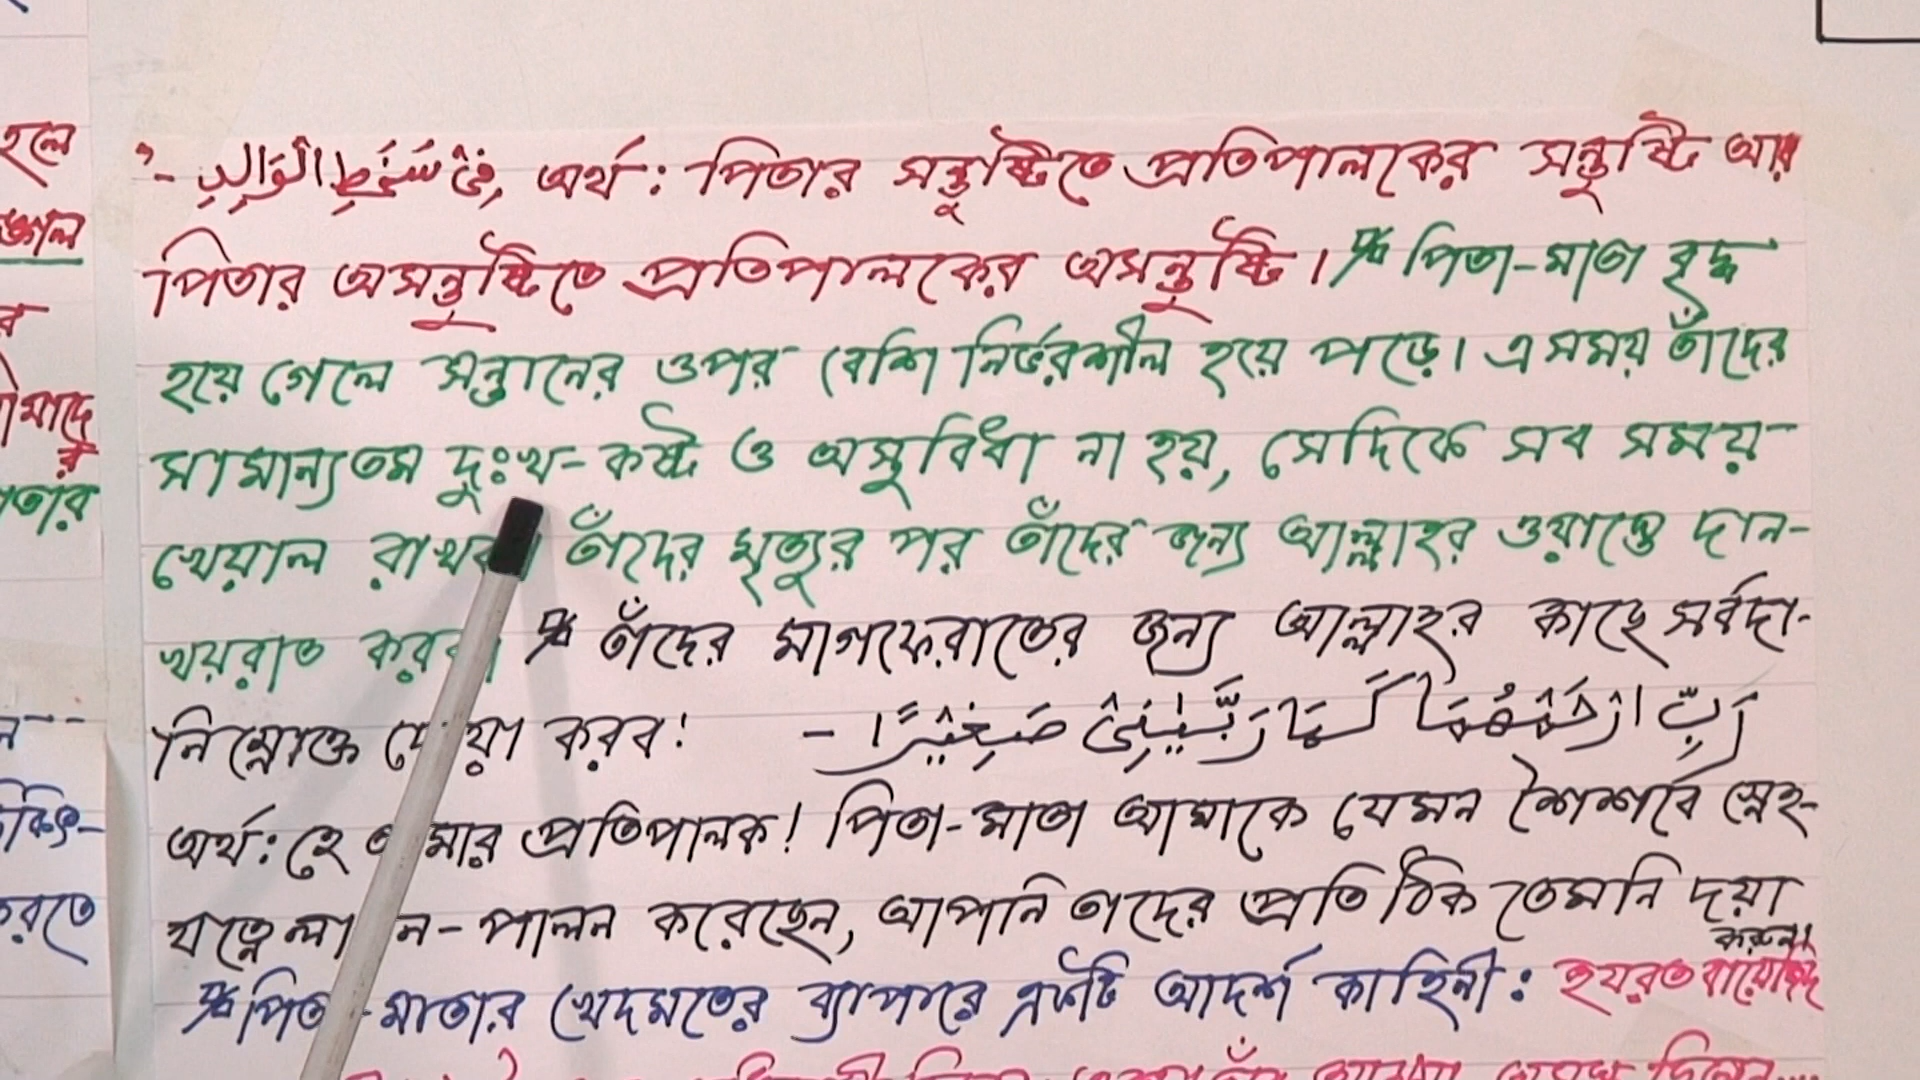 - فِىْ سَخَطِ الْوَالِدِ, অর্থ: পিতার সন্তুষ্টিতে প্রতিপালকের সন্তুষ্টি আর
পিতার অসন্তুষ্টিতে প্রতিপালকের অসন্তুষ্টি। পিতা-মাতা বৃদ্ধ
হয়ে গেলে সন্তানের ওপর বেশি নির্ভরশীল হয়ে পড়ে। এ সময় তাঁদের
সামান্যতম দুঃখ-কষ্ট ও অসুবিধা না হয়, সেদিকে সব সময়
খেয়াল রাখব। তাঁদের মৃত্যুর পর তাঁদের জন্য আল্লাহর ওয়াস্তে দান-
খয়রাত করব। তাঁদের মাগফেরাতের জন্য আল্লাহর কাছে সর্বদা-
নিম্নোক্ত দোয়া করব! رَبِّ ارْحَمْهُمَا كَمَا رَبَّيٰنِىْ صَغِيْرًا -
অর্থ: হে আমার প্রতিপালক! পিতা-মাতা আমাকে যেমন শৈশবে স্নেহ-
যত্নে লালন-পালন করেছেন, আপনি তাদের প্রতি ঠিক তেমনি দয়া
করুন।
পিতা-মাতার খেদমতের ব্যাপারে একটি আদর্শ কাহিনী: হযরত বায়েজিদ
হলে
র
মাদে
র
করতে